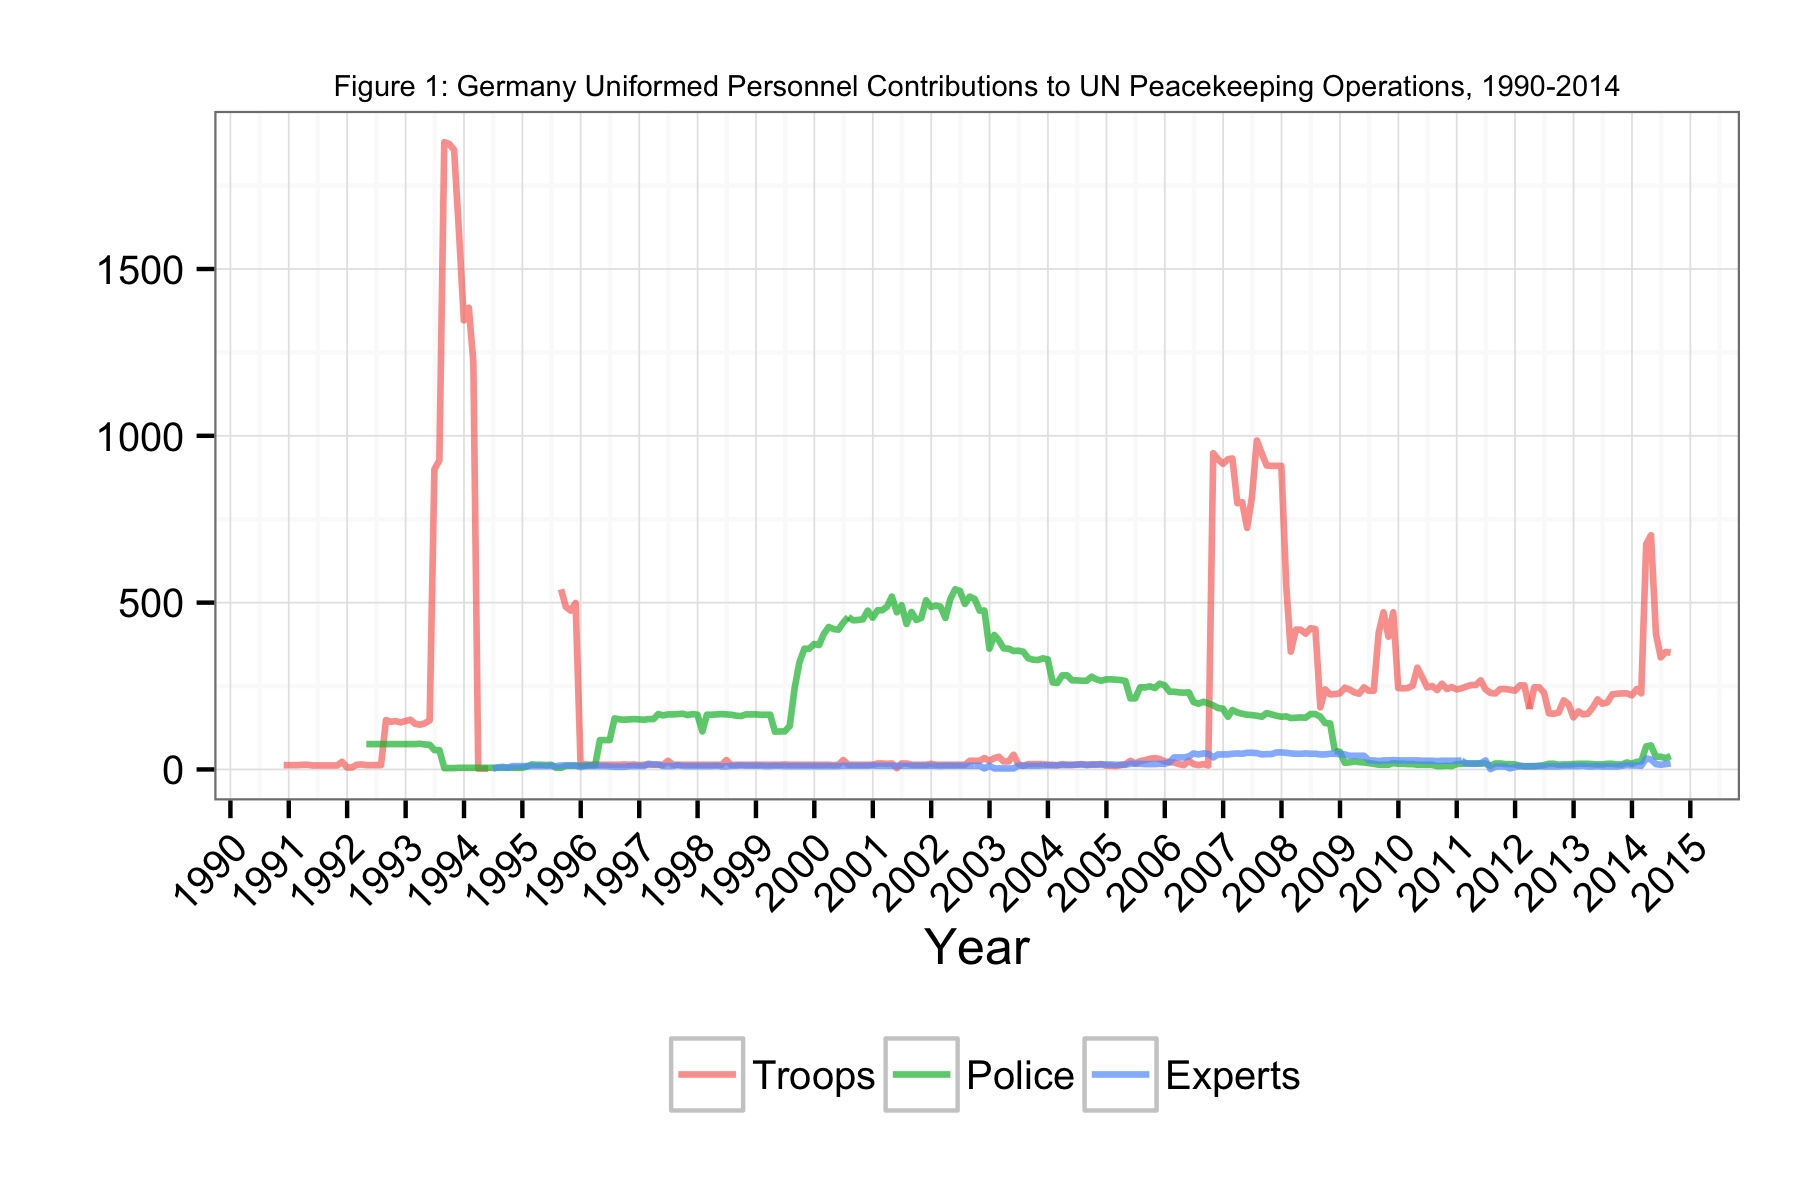 Figure 1: Germany Uniformed Personnel Contributions to UN Peacekeeping Operations, 1990-2014
1500
1000
500
0
1990 1991 1992 1993 1994 1995 1996 1997 1998 1999 2000 2001 2002 2003 2004 2005 2006 2007 2008 2009 2010 2011 2012 2013 2014 2015
Year
Troops Police Experts